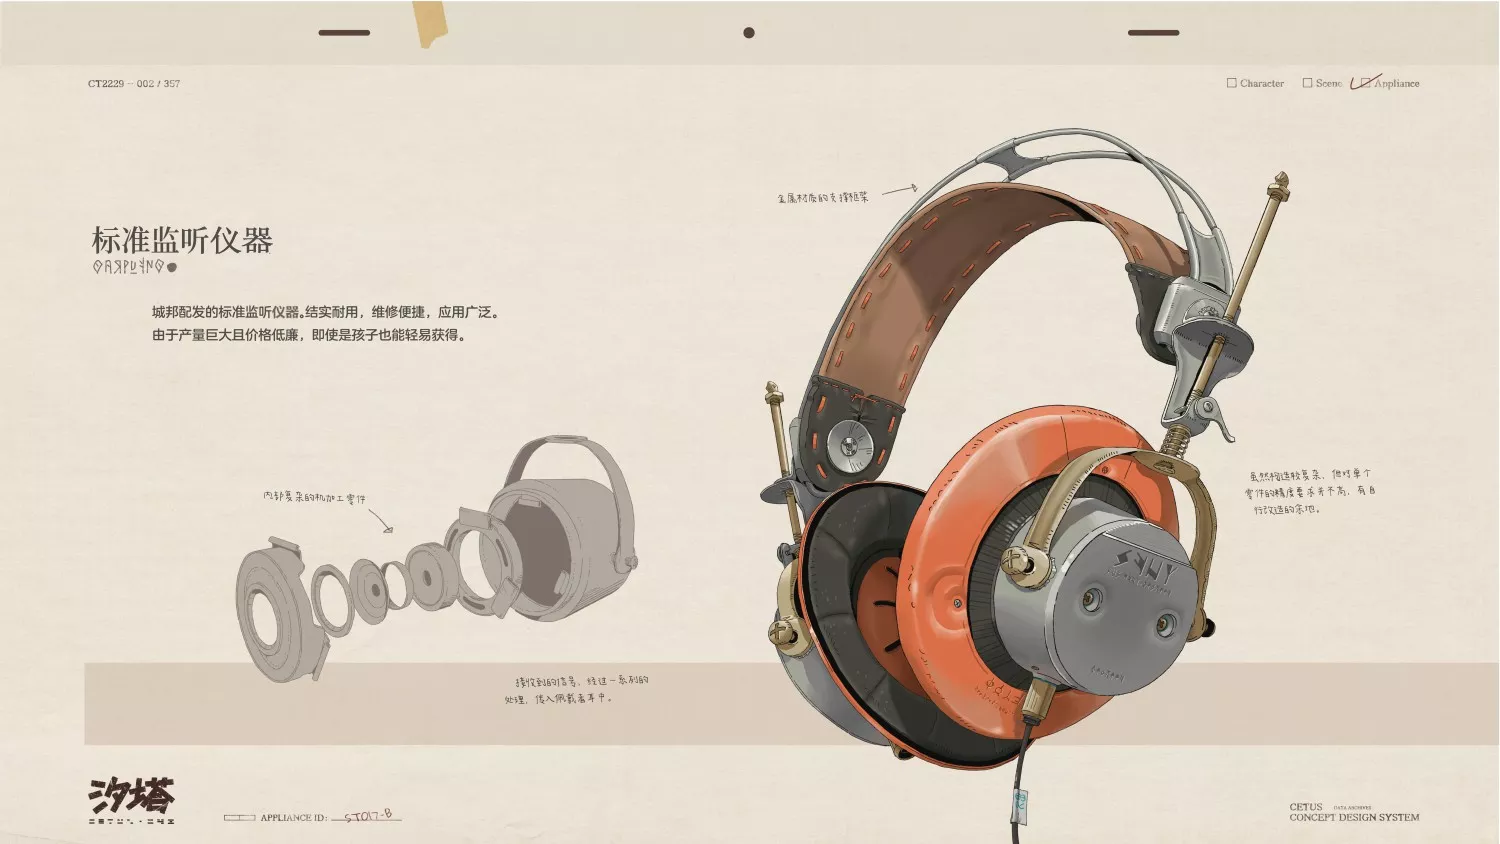 CT2229 – 002 / 357
Character
Scene
Appliance
金属材质的支撑框架
标准监听仪器
城邦配发的标准监听仪器。结实耐用，维修便捷，应用广泛。
由于产量巨大且价格低廉，即使是孩子也能轻易获得。
虽然构造较复杂，但对单个
零件的精度要求并不高，有自
行改造的余地。
内部复杂的机加工零件
接收到的信号，经过一系列的
处理，传入佩戴者耳中。
汐塔
APPLIANCE ID: ST017-B
CETUS DATA ARCHIVES
CONCEPT DESIGN SYSTEM